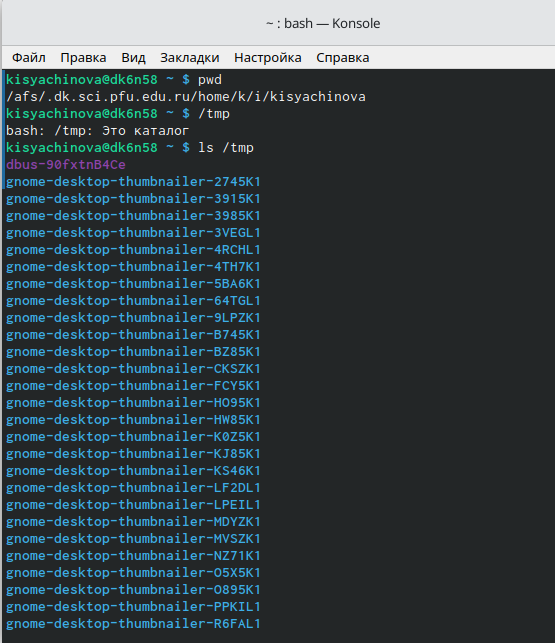 ~ : bash — Konsole
Файл Правка Вид Закладки Настройка Справка
kisyachinova@dk6n58 ~ $ pwd
/afs/.dk.sci.pfu.edu.ru/home/k/i/kisyachinova
kisyachinova@dk6n58 ~ $ /tmp
bash: /tmp: Это каталог
kisyachinova@dk6n58 ~ $ ls /tmp
dbus-90fxtnB4Ce
gnome-desktop-thumbnailer-2745K1
gnome-desktop-thumbnailer-3915K1
gnome-desktop-thumbnailer-3985K1
gnome-desktop-thumbnailer-3VEGL1
gnome-desktop-thumbnailer-4RCHL1
gnome-desktop-thumbnailer-4TH7K1
gnome-desktop-thumbnailer-5BA6K1
gnome-desktop-thumbnailer-64TGL1
gnome-desktop-thumbnailer-9LPZK1
gnome-desktop-thumbnailer-B745K1
gnome-desktop-thumbnailer-BZ85K1
gnome-desktop-thumbnailer-CKSZK1
gnome-desktop-thumbnailer-FCY5K1
gnome-desktop-thumbnailer-HO95K1
gnome-desktop-thumbnailer-HW85K1
gnome-desktop-thumbnailer-K0Z5K1
gnome-desktop-thumbnailer-KJ85K1
gnome-desktop-thumbnailer-KS46K1
gnome-desktop-thumbnailer-LF2DL1
gnome-desktop-thumbnailer-LPEIL1
gnome-desktop-thumbnailer-MDYZK1
gnome-desktop-thumbnailer-MVSZK1
gnome-desktop-thumbnailer-NZ71K1
gnome-desktop-thumbnailer-O5X5K1
gnome-desktop-thumbnailer-O895K1
gnome-desktop-thumbnailer-PPKIL1
gnome-desktop-thumbnailer-R6FAL1